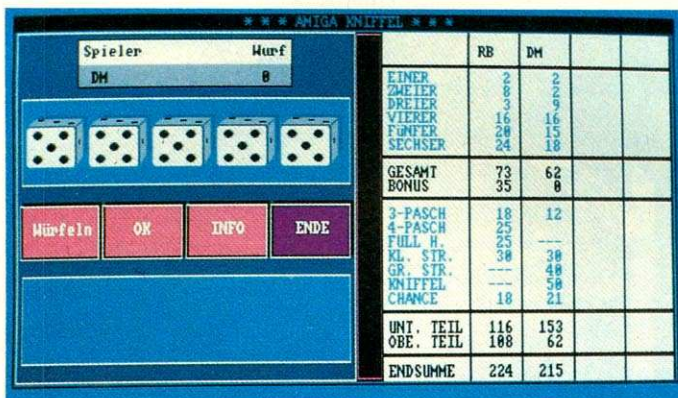 * * * AMIGA KNIFFEL * * *
Spieler Wurf
DM 0
Würfeln OK INFO ENDE
RB DM
EINER 2 2
ZWEIER 8 2
DREIER 3 9
VIERER 16 16
FüNFER 20 15
SECHSER 24 18
GESAMT 73 62
BONUS 35 0
3-PASCH 18 12
4-PASCH 25
FULL H. 25 ---
KL. STR. 30 30
GR. STR. --- 40
KNIFFEL --- 50
CHANCE 18 21
UNT. TEIL 116 153
OBE. TEIL 108 62
ENDSUMME 224 215